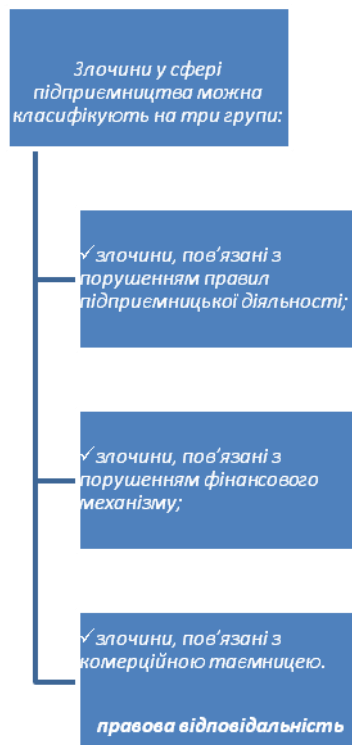 Злочини у сфері
підприємництва можна
класифікують на три групи:
✓злочини, пов'язані з
порушенням правил
підприємницької діяльності;
✓злочини, пов'язані з
порушенням фінансового
механізму;
✓злочини, пов'язані з
комерційною таємницею.
правова відповідальність